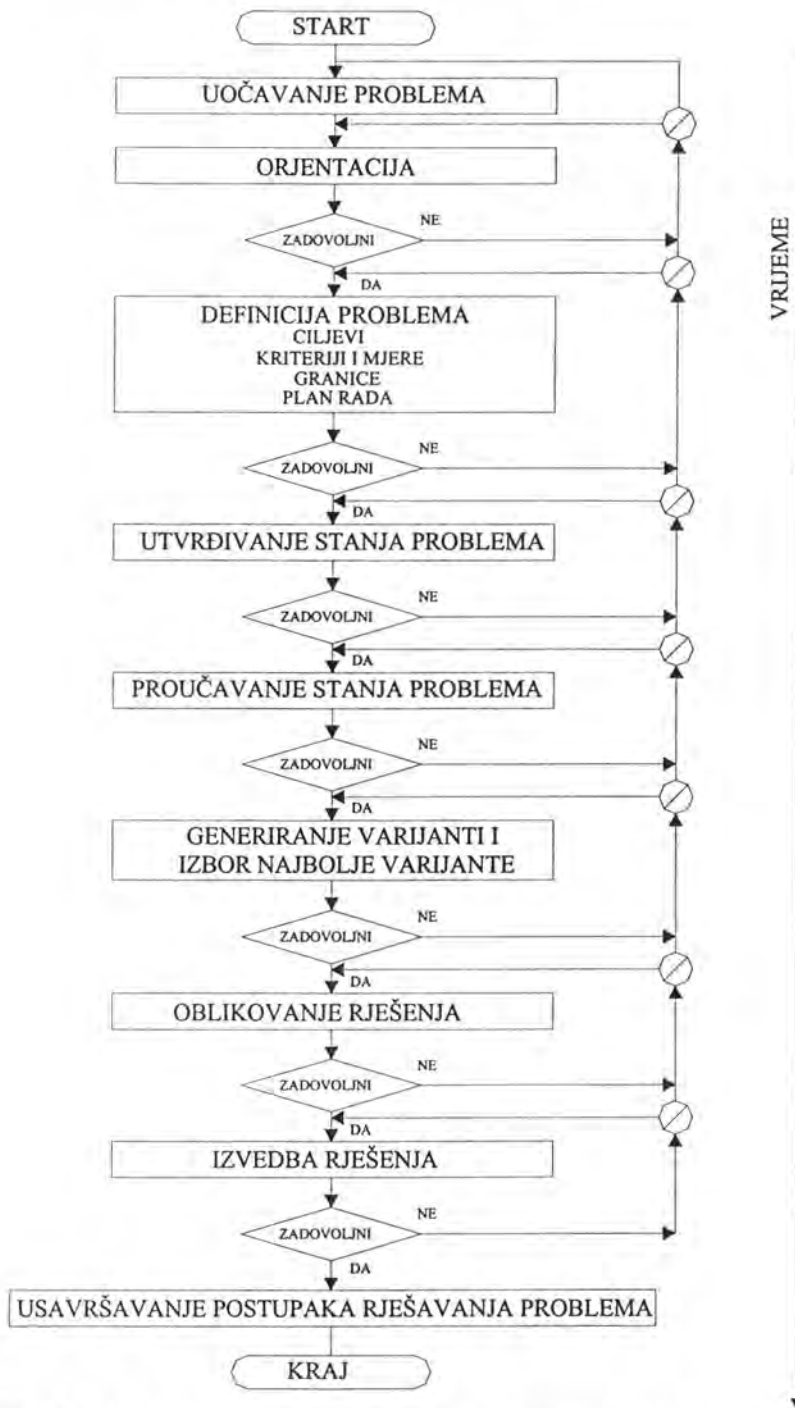 START
UOČAVANJE PROBLEMA
ORJENTACIJA
ZADOVOLJNI
NE
DA
DEFINICIJA PROBLEMA
CILJEVI
KRITERIJI I MJERE
GRANICE
PLAN RADA
ZADOVOLJNI
NE
DA
UTVRĐIVANJE STANJA PROBLEMA
ZADOVOLJNI
NE
DA
PROUČAVANJE STANJA PROBLEMA
ZADOVOLJNI
NE
DA
GENERIRANJE VARIJANTI I
IZBOR NAJBOLJE VARIJANTE
ZADOVOLJNI
NE
DA
OBLIKOVANJE RJEŠENJA
ZADOVOLJNI
NE
DA
IZVEDBA RJEŠENJA
ZADOVOLJNI
NE
DA
USAVRŠAVANJE POSTUPAKA RJEŠAVANJA PROBLEMA
KRAJ
VRIJEME